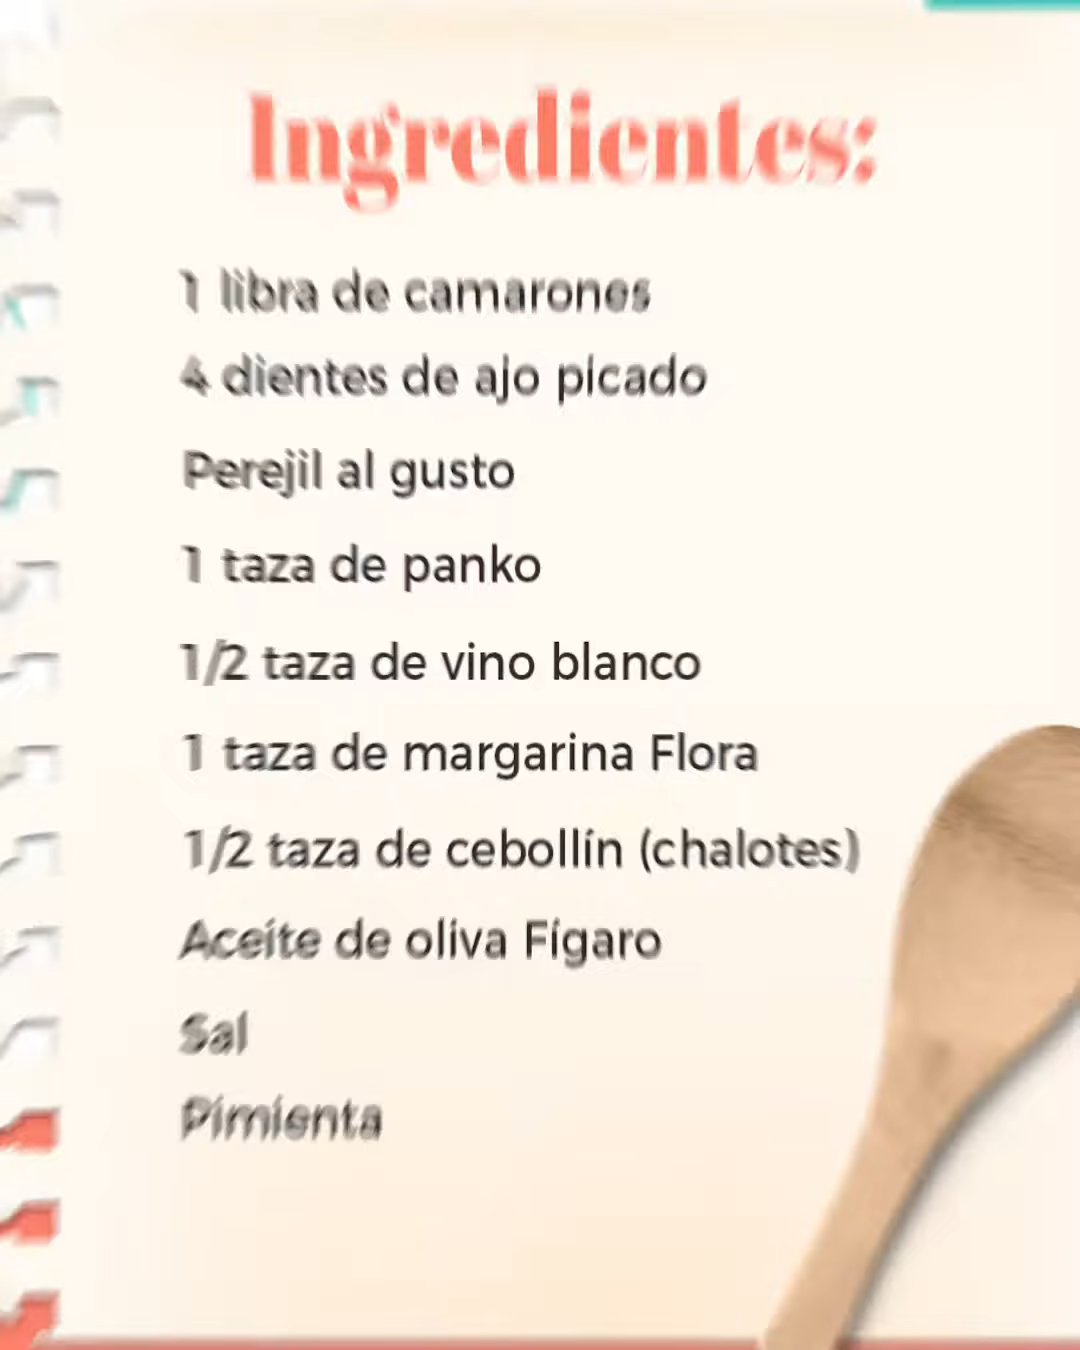 Ingredientes:
1 libra de camarones
4 dientes de ajo picado
Perejil al gusto
1 taza de panko
1/2 taza de vino blanco
1 taza de margarina Flora
1/2 taza de cebollín (chalotes)
Aceite de oliva Fígaro
Sal
Pimienta